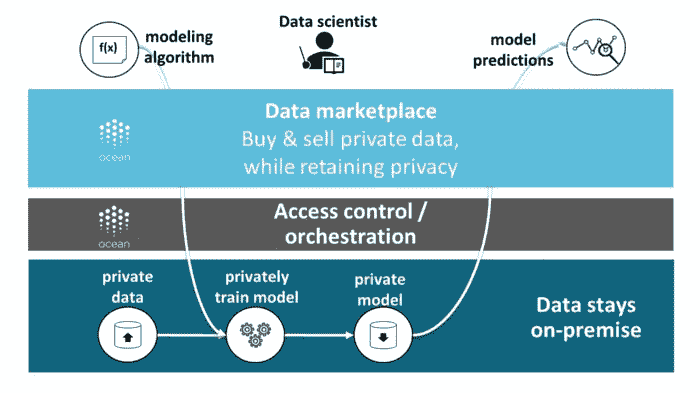 f(x)
modeling
algorithm
Data scientist
model
predictions
ocean
Data marketplace
Buy & sell private data,
while retaining privacy
ocean
Access control /
orchestration
private
data
privately
train model
private
model
Data stays
on-premise